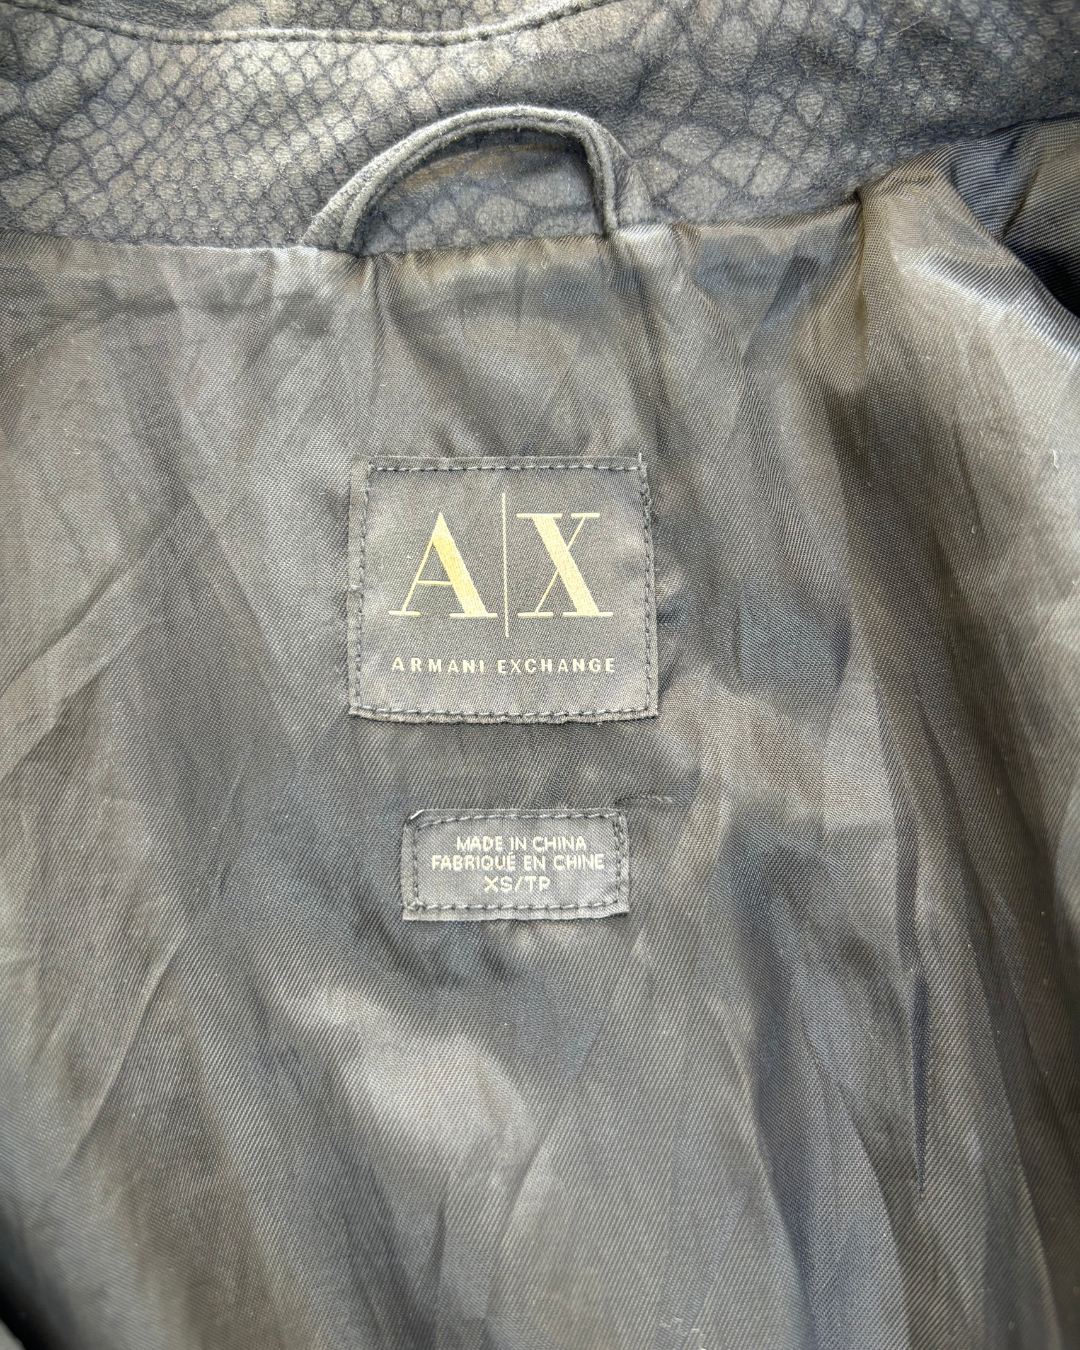 A|X
ARMANI EXCHANGE
MADE IN CHINA
FABRIQUÉ EN CHINE
XS/TP